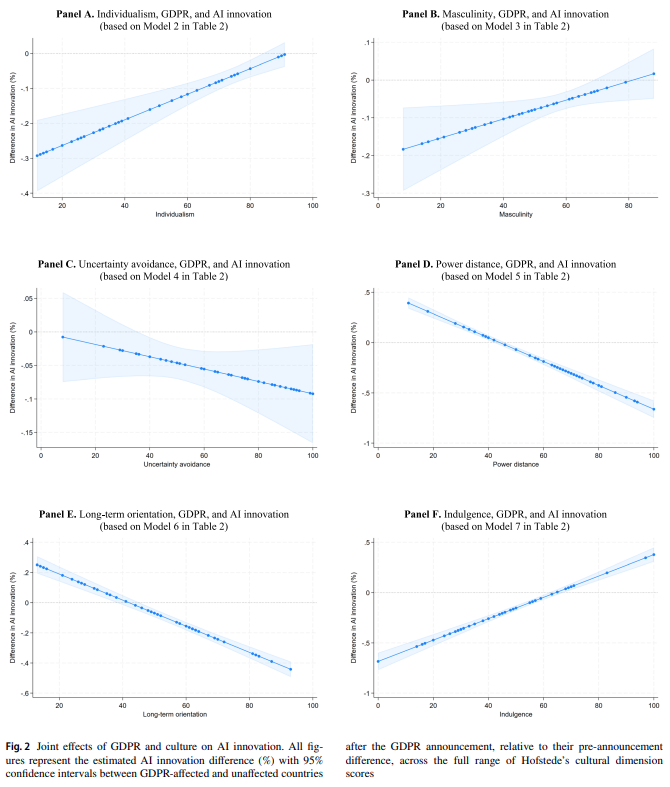 Panel A. Individualism, GDPR, and AI innovation
(based on Model 2 in Table 2)
Difference in AI innovation (%)
0
-.1
-.2
-.3
-.4
20
40
60
80
100
Individualism
Panel B. Masculinity, GDPR, and AI innovation
(based on Model 3 in Table 2)
Difference in AI innovation (%)
.1
0
-.1
-.2
-.3
0
20
40
60
80
Masculinity
Panel C. Uncertainty avoidance, GDPR, and AI innovation
(based on Model 4 in Table 2)
Difference in AI innovation (%)
.05
0
-.05
-.1
-.15
0
20
40
60
80
100
Uncertainty avoidance
Panel D. Power distance, GDPR, and AI innovation
(based on Model 5 in Table 2)
Difference in AI innovation (%)
.5
0
-.5
-1
20
40
60
80
100
Power distance
Panel E. Long-term orientation, GDPR, and AI innovation
(based on Model 6 in Table 2)
Difference in AI innovation (%)
.4
.2
0
-.2
-.4
-.6
20
40
60
80
100
Long-term orientation
Panel F. Indulgence, GDPR, and AI innovation
(based on Model 7 in Table 2)
Difference in AI innovation (%)
.5
0
-.5
-1
0
20
40
60
80
100
Indulgence
Fig. 2 Joint effects of GDPR and culture on AI innovation. All fig-
ures represent the estimated AI innovation difference (%) with 95%
confidence intervals between GDPR-affected and unaffected countries
after the GDPR announcement, relative to their pre-announcement
difference, across the full range of Hofstede's cultural dimension
scores